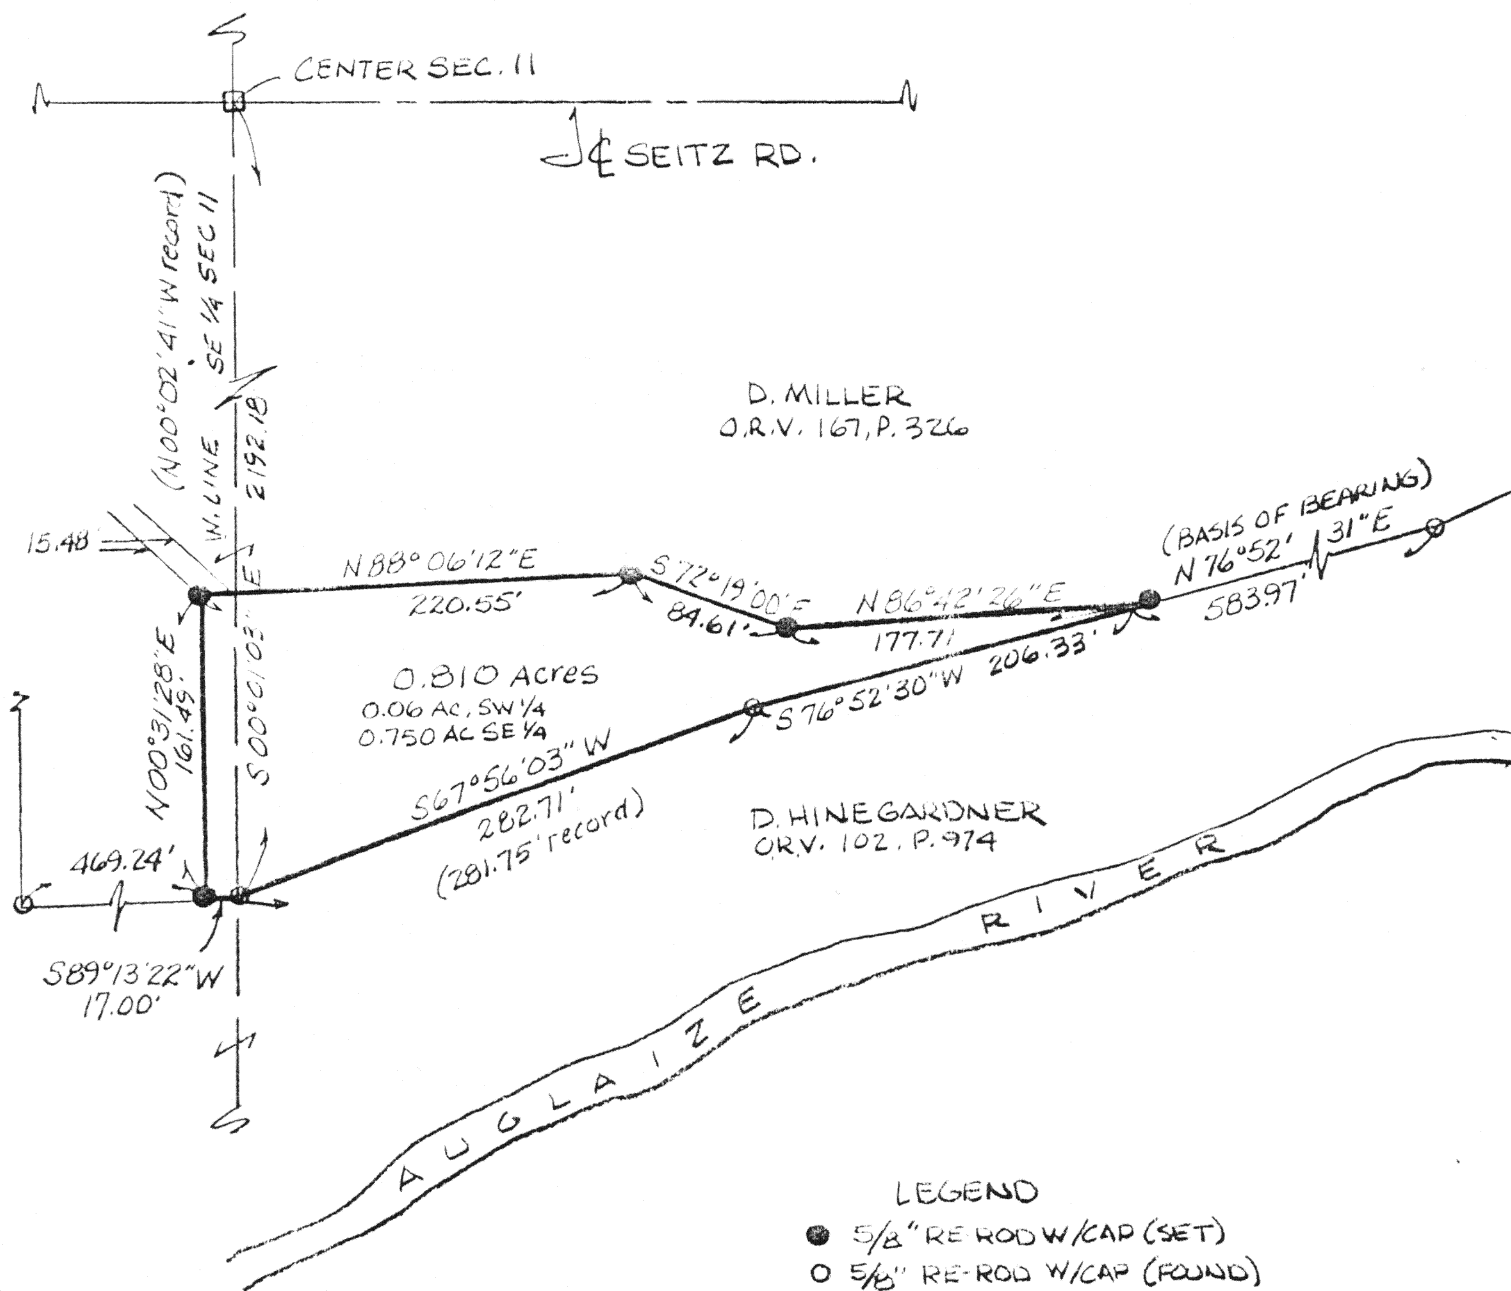 CENTER SEC. 11
℄ SEITZ RD.
(N00°02'41"W record)
W. LINE SE 1/4 SEC 11
2192.18
S00°01'03"E
D. MILLER
O.R.V. 167, P. 326
15.48'
N88°06'12"E
220.55'
S72°19'00"E
84.61'
N86°42'26"E
177.71
(BASIS OF BEARING)
N76°52'31"E
583.97'
N00°31'28"E
161.49'
0.810 Acres
0.06 AC, SW 1/4
0.750 AC SE 1/4
S76°52'30"W 206.33'
S67°56'03"W
282.71'
(281.75' record)
D. HINEGARDNER
O.R.V. 102, P. 974
469.24'
S89°13'22"W
17.00'
AUGLAIZE RIVER
LEGEND
5/8" RE-ROD W/CAP (SET)
5/8" RE-ROD W/CAP (FOUND)